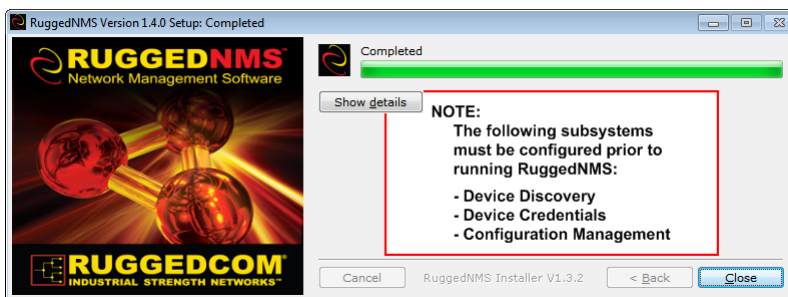 RuggedNMS Version 1.4.0 Setup: Completed
RUGGEDNMS™
Network Management Software
RUGGEDCOM®
INDUSTRIAL STRENGTH NETWORKS™
Completed
Show details
NOTE:
The following subsystems
must be configured prior to
running RuggedNMS:
- Device Discovery
- Device Credentials
- Configuration Management
Cancel
RuggedNMS Installer V1.3.2
< Back
Close